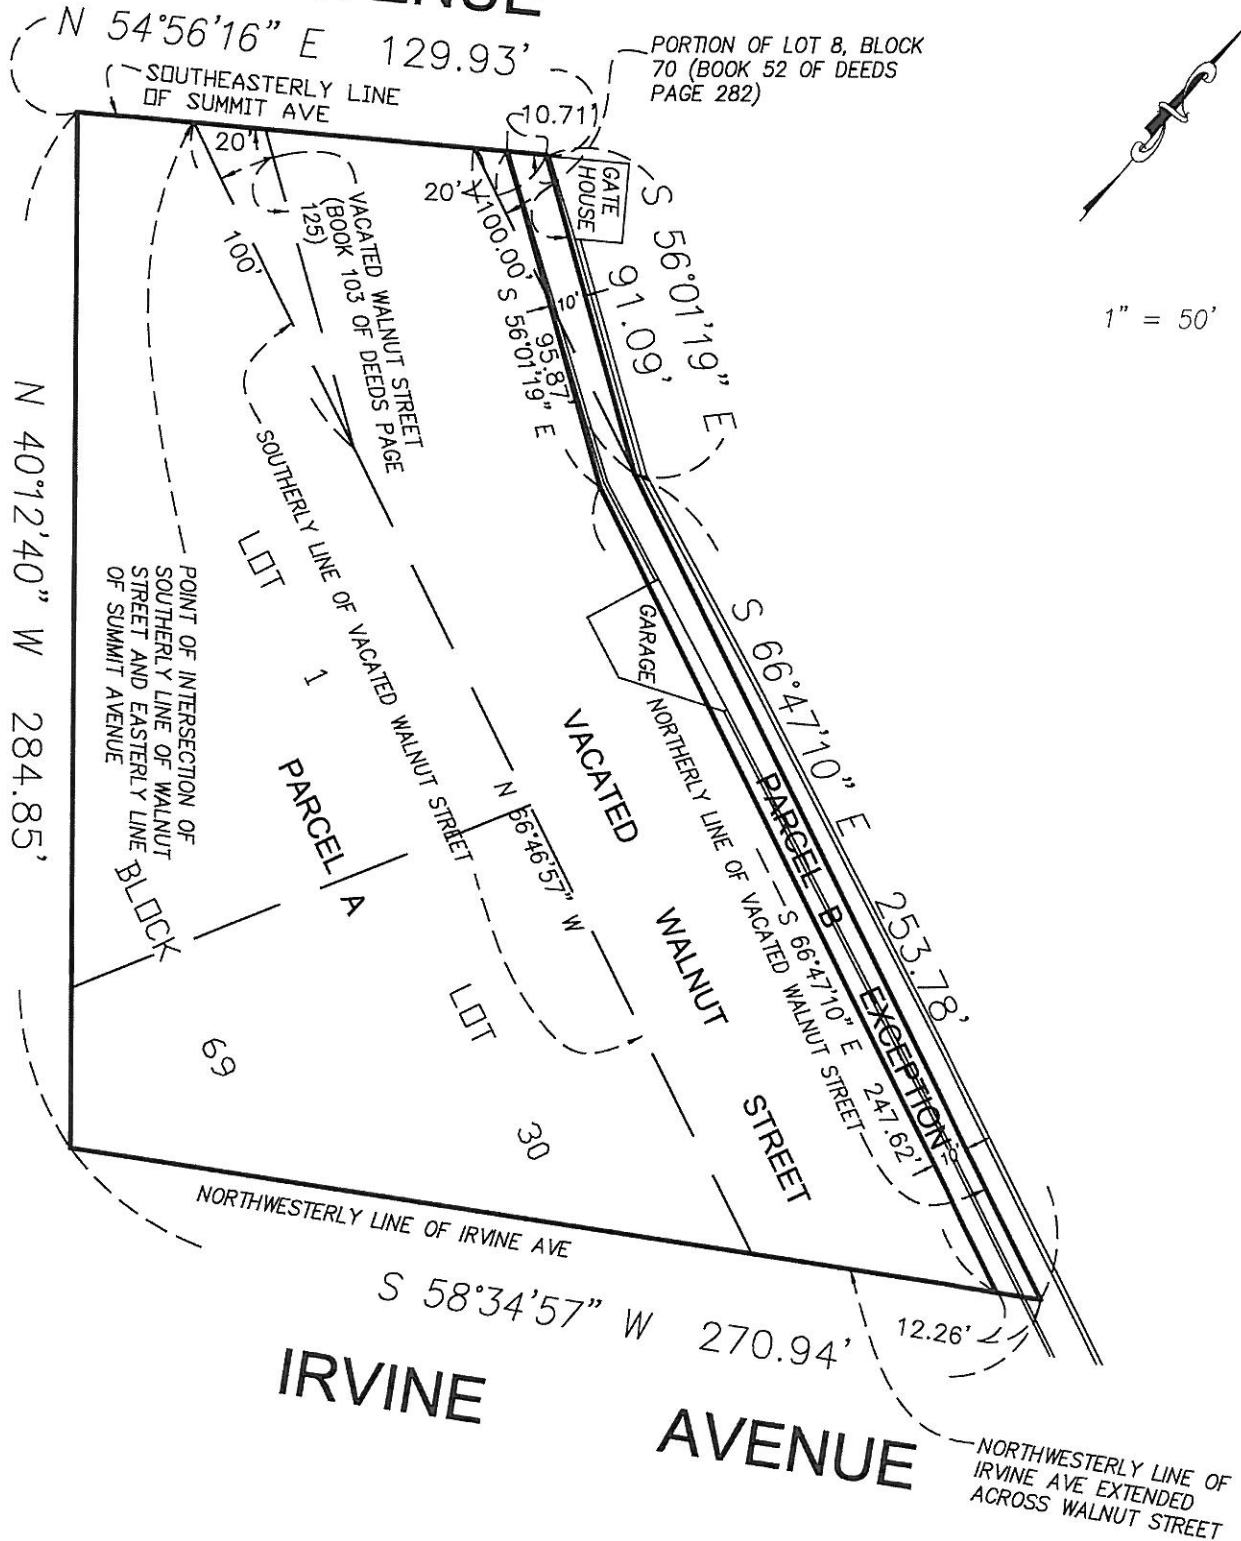 N 54°56'16" E 129.93'
SOUTHEASTERLY LINE
OF SUMMIT AVE
PORTION OF LOT 8, BLOCK
70 (BOOK 52 OF DEEDS
PAGE 282)
10.71'
20'
20'
GATE
HOUSE
S 56°01'19" E
91.09'
1" = 50'
100'
VACATED WALNUT STREET
(BOOK 103 OF DEEDS PAGE
125)
100.00'
10'
95.87'
S 56°01'19" E
N 40°12'40" W 284.85'
SOUTHERLY LINE OF VACATED WALNUT STREET
POINT OF INTERSECTION OF
SOUTHERLY LINE OF WALNUT
STREET AND EASTERLY LINE
OF SUMMIT AVENUE
LOT
1
PARCEL A
GARAGE
S 66°47'10" E 253.78'
NORTHERLY LINE OF VACATED WALNUT STREET
VACATED
WALNUT
STREET
N 66°46'57" W
PARCEL B
EXCEPTION
S 66°47'10" E 247.62'
10'
BLOCK
69
LOT
30
NORTHWESTERLY LINE OF IRVINE AVE
S 58°34'57" W 270.94'
12.26'
IRVINE AVENUE
NORTHWESTERLY LINE OF
IRVINE AVE EXTENDED
ACROSS WALNUT STREET